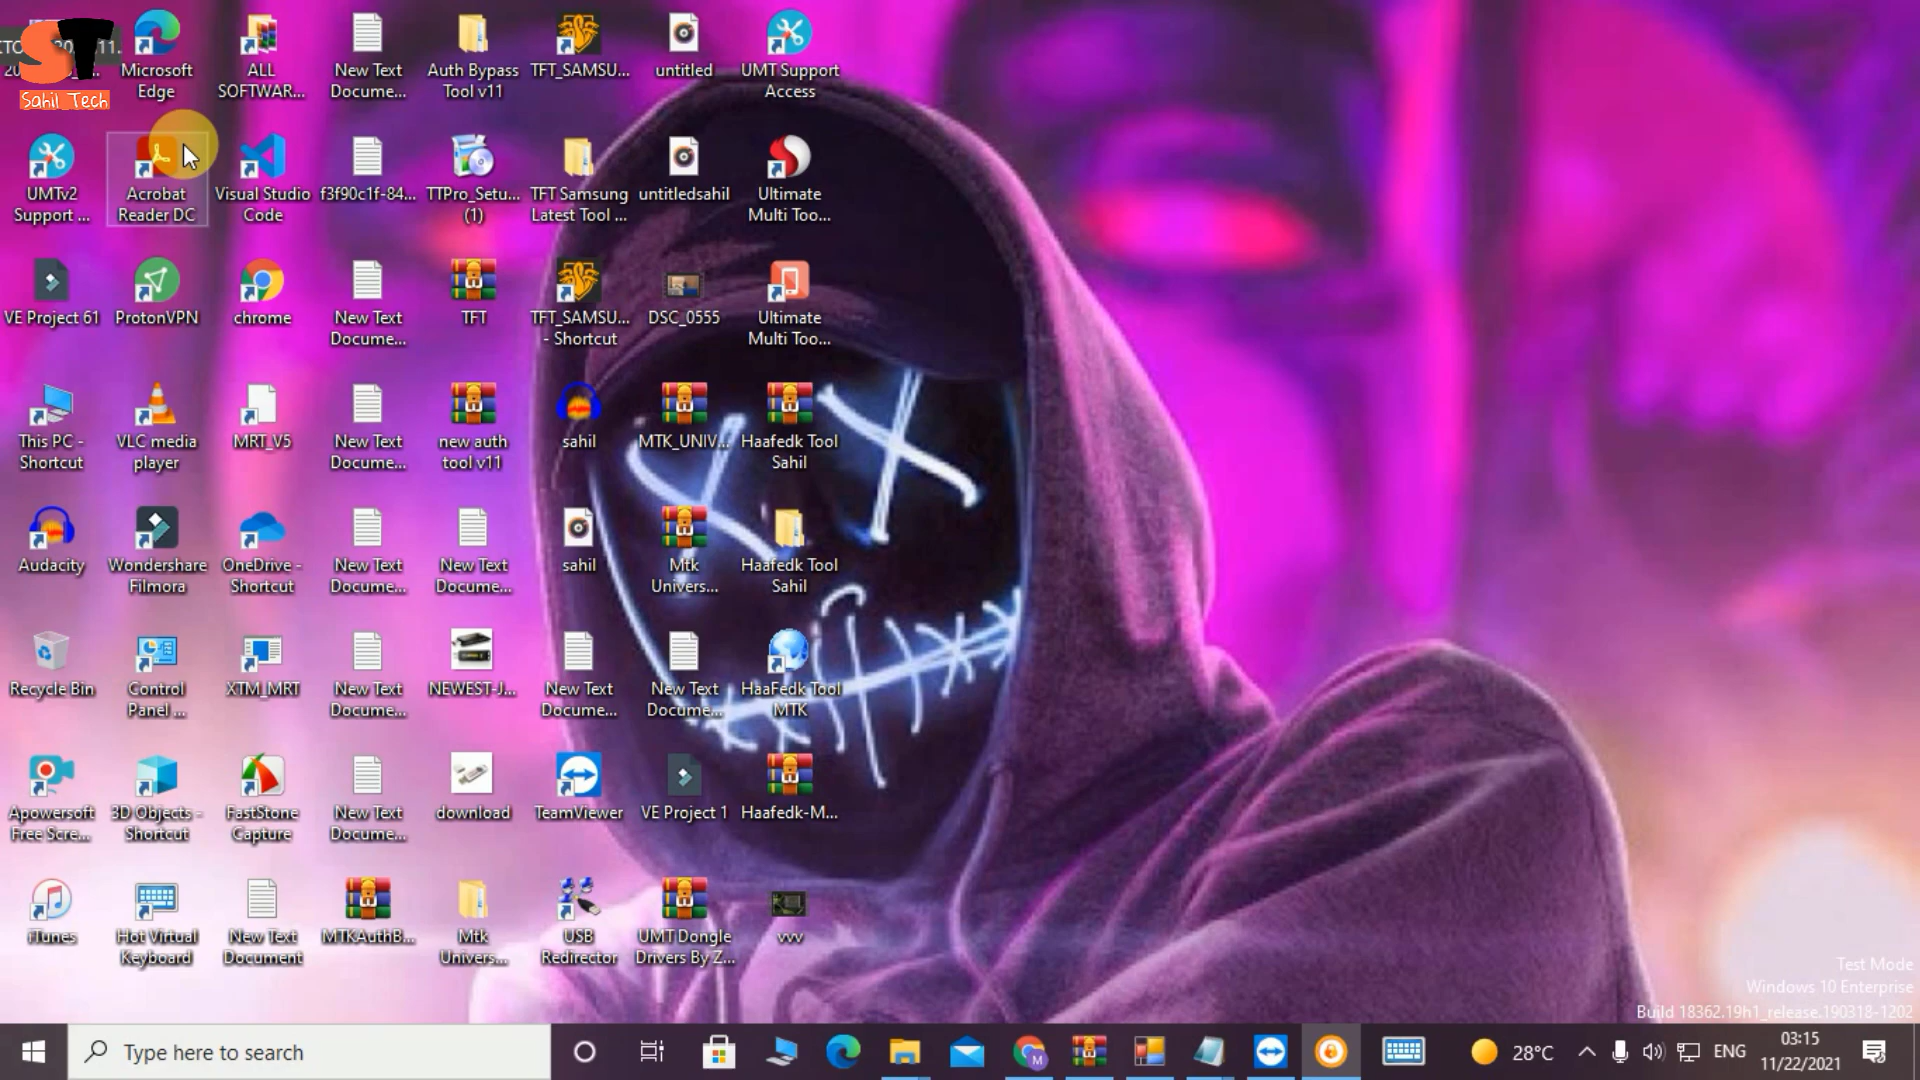 ST
Sahil Tech
Microsoft
Edge
ALL
SOFTWAR...
New Text
Docume...
Auth Bypass
Tool v11
TFT_SAMSU...
untitled
UMT Support
Access
UMTv2
Support ...
Acrobat
Reader DC
Visual Studio
Code
f3f90c1f-84...
TTPro_Setu...
(1)
TFT Samsung
Latest Tool ...
untitledsahil
Ultimate
Multi Too...
VE Project 61
ProtonVPN
chrome
New Text
Docume...
TFT
TFT_SAMSU...
- Shortcut
DSC_0555
Ultimate
Multi Too...
This PC -
Shortcut
VLC media
player
MRT_V5
New Text
Docume...
new auth
tool v11
sahil
MTK_UNIV...
Haafedk Tool
Sahil
Audacity
Wondershare
Filmora
OneDrive -
Shortcut
New Text
Docume...
New Text
Docume...
sahil
Mtk
Univers...
Haafedk Tool
Sahil
Recycle Bin
Control
Panel ...
XTM_MRT
New Text
Docume...
NEWEST-J...
New Text
Docume...
New Text
Docume...
HaaFedk Tool
MTK
Apowersoft
Free Scre...
3D Objects -
Shortcut
FastStone
Capture
New Text
Docume...
download
TeamViewer
VE Project 1
Haafedk-M...
iTunes
Hot Virtual
Keyboard
New Text
Document
MTKAuthB...
Mtk
Univers...
USB
Redirector
UMT Dongle
Drivers By Z...
vvv
Test Mode
Windows 10 Enterprise
Build 18362.19h1_release.190318-1202
Type here to search
28°C
ENG
03:15
11/22/2021